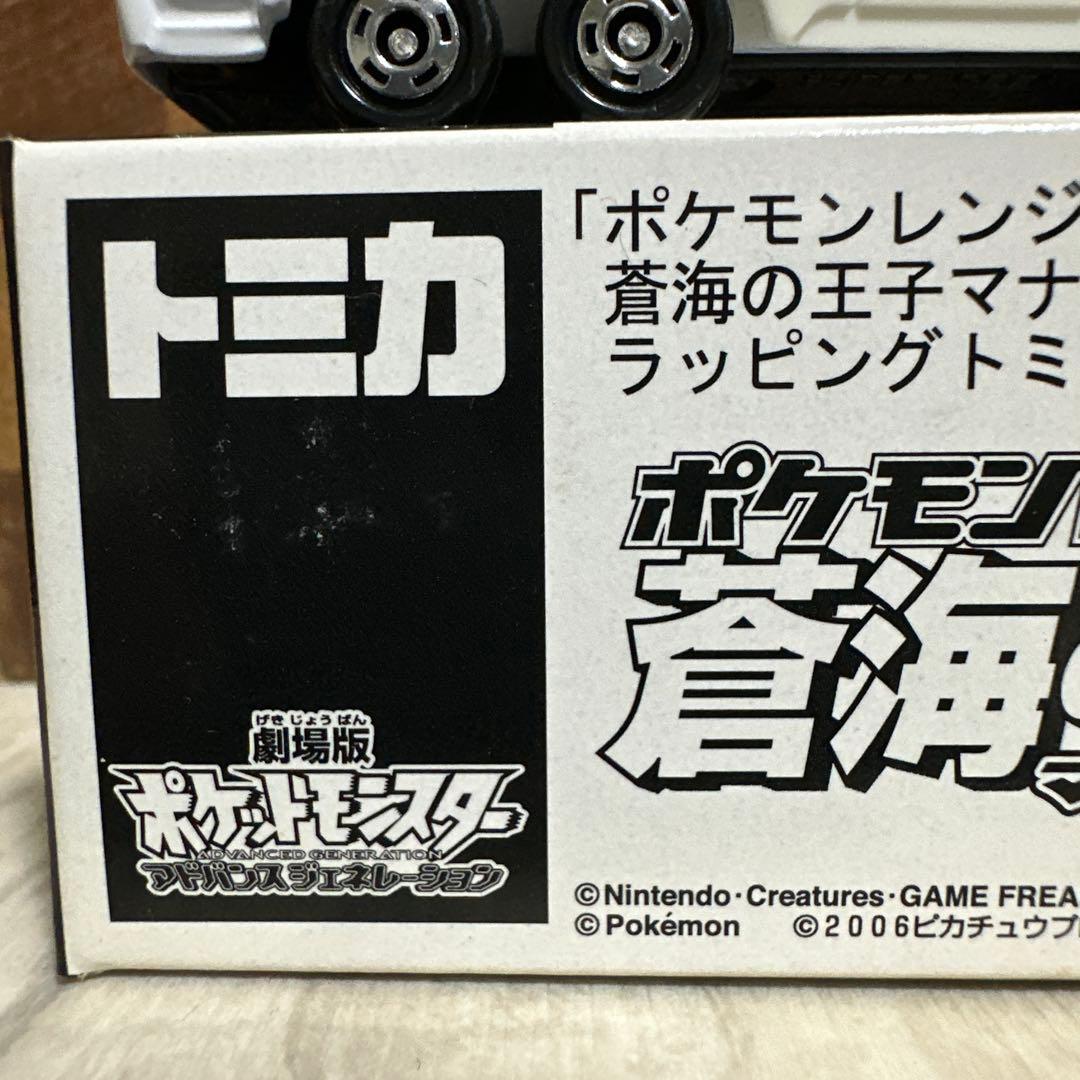 トミカ
「ポケモンレンジ
蒼海の王子マナ
ラッピングトミ
ポケモン
蒼海
げきじょうばん
劇場版
ポケットモンスター
ADVANCED GENERATION
アドバンスジェネレーション
©Nintendo・Creatures・GAME FREA
©Pokémon ©2006ピカチュウプ